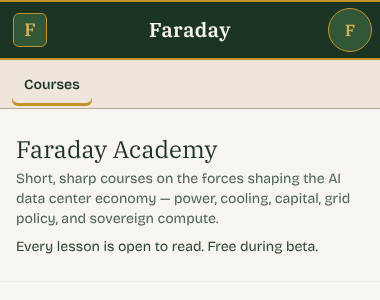 F
Faraday
F
Courses
Faraday Academy
Short, sharp courses on the forces shaping the AI
data center economy — power, cooling, capital, grid
policy, and sovereign compute.
Every lesson is open to read. Free during beta.